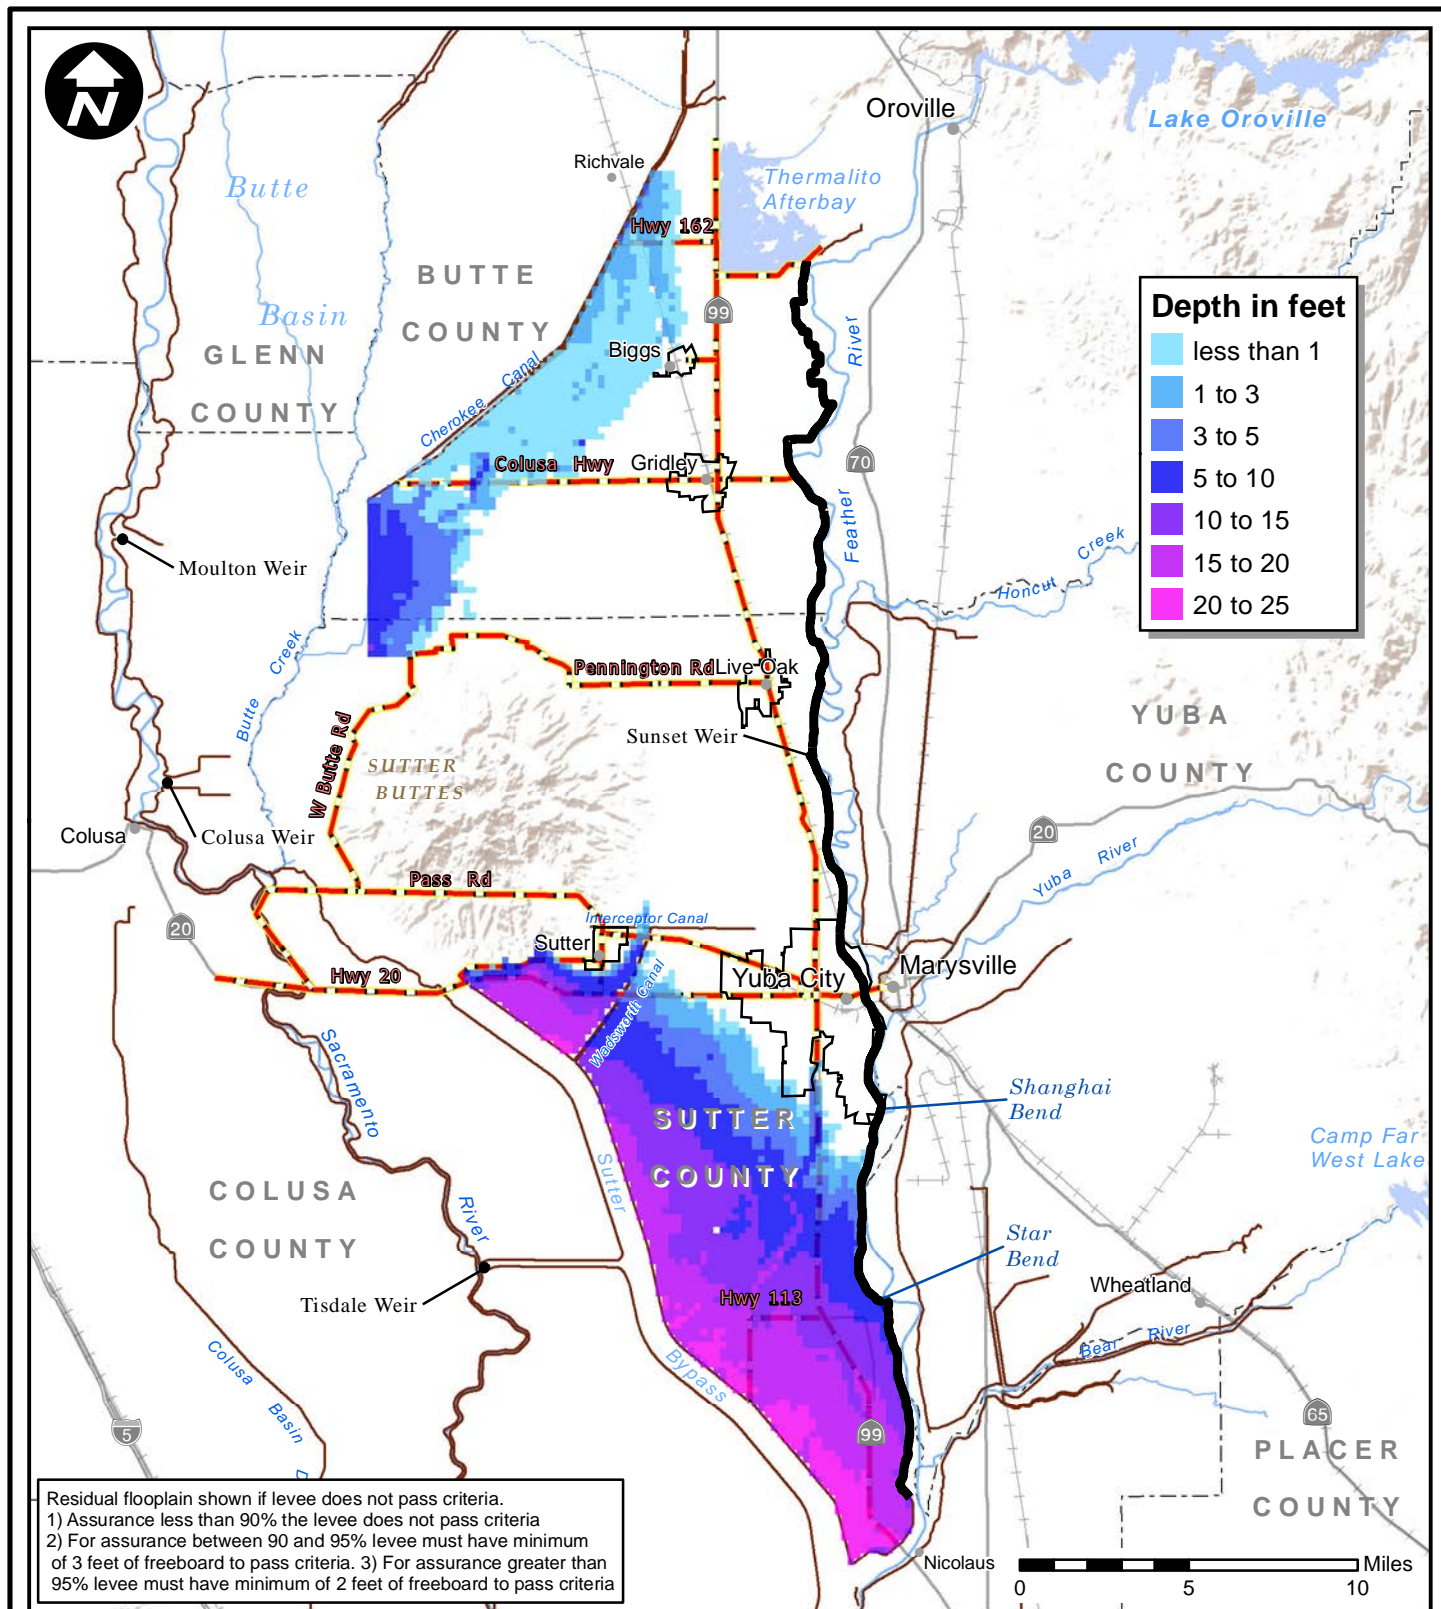 N
Oroville
Lake Oroville
Richvale
Thermalito
Afterbay
Butte
Hwy 162
BUTTE
COUNTY
Depth in feet
less than 1
1 to 3
3 to 5
5 to 10
10 to 15
15 to 20
20 to 25
99
Basin
GLENN
COUNTY
River
Biggs
Cherokee Canal
70
Colusa Hwy
Gridley
Feather
Moulton Weir
Honcut Creek
Butte Creek
Pennington Rd
Live Oak
YUBA
COUNTY
Sunset Weir
W Butte Rd
SUTTER
BUTTES
Colusa
Colusa Weir
20
Yuba River
Pass Rd
20
Interceptor Canal
Sutter
Hwy 20
Yuba City
Marysville
Wadsworth Canal
Sacramento
Shanghai
Bend
SUTTER
COUNTY
Camp Far
West Lake
Sutter
COLUSA
COUNTY
River
Star
Bend
Wheatland
Hwy 113
Tisdale Weir
Bear River
Colusa
Basin
D
Bypass
5
99
65
PLACER
COUNTY
Residual flooplain shown if levee does not pass criteria.
1) Assurance less than 90% the levee does not pass criteria
2) For assurance between 90 and 95% levee must have minimum
of 3 feet of freeboard to pass criteria. 3) For assurance greater than
95% levee must have minimum of 2 feet of freeboard to pass criteria
Nicolaus
Miles
0 5 10